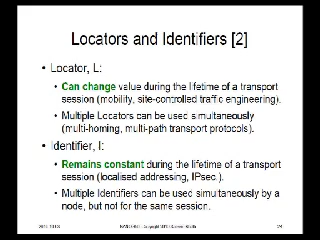 Locators and Identifiers [2]
• Locator, L:
• Can change value during the lifetime of a transport
session (mobility, site-controlled traffic engineering).
• Multiple Locators can be used simultaneously
(multi-homing, multi-path transport protocols).
• Identifier, I:
• Remains constant during the lifetime of a transport
session (localised addressing, IPsec.).
• Multiple Identifiers can be used simultaneously by a
node, but not for the same session.